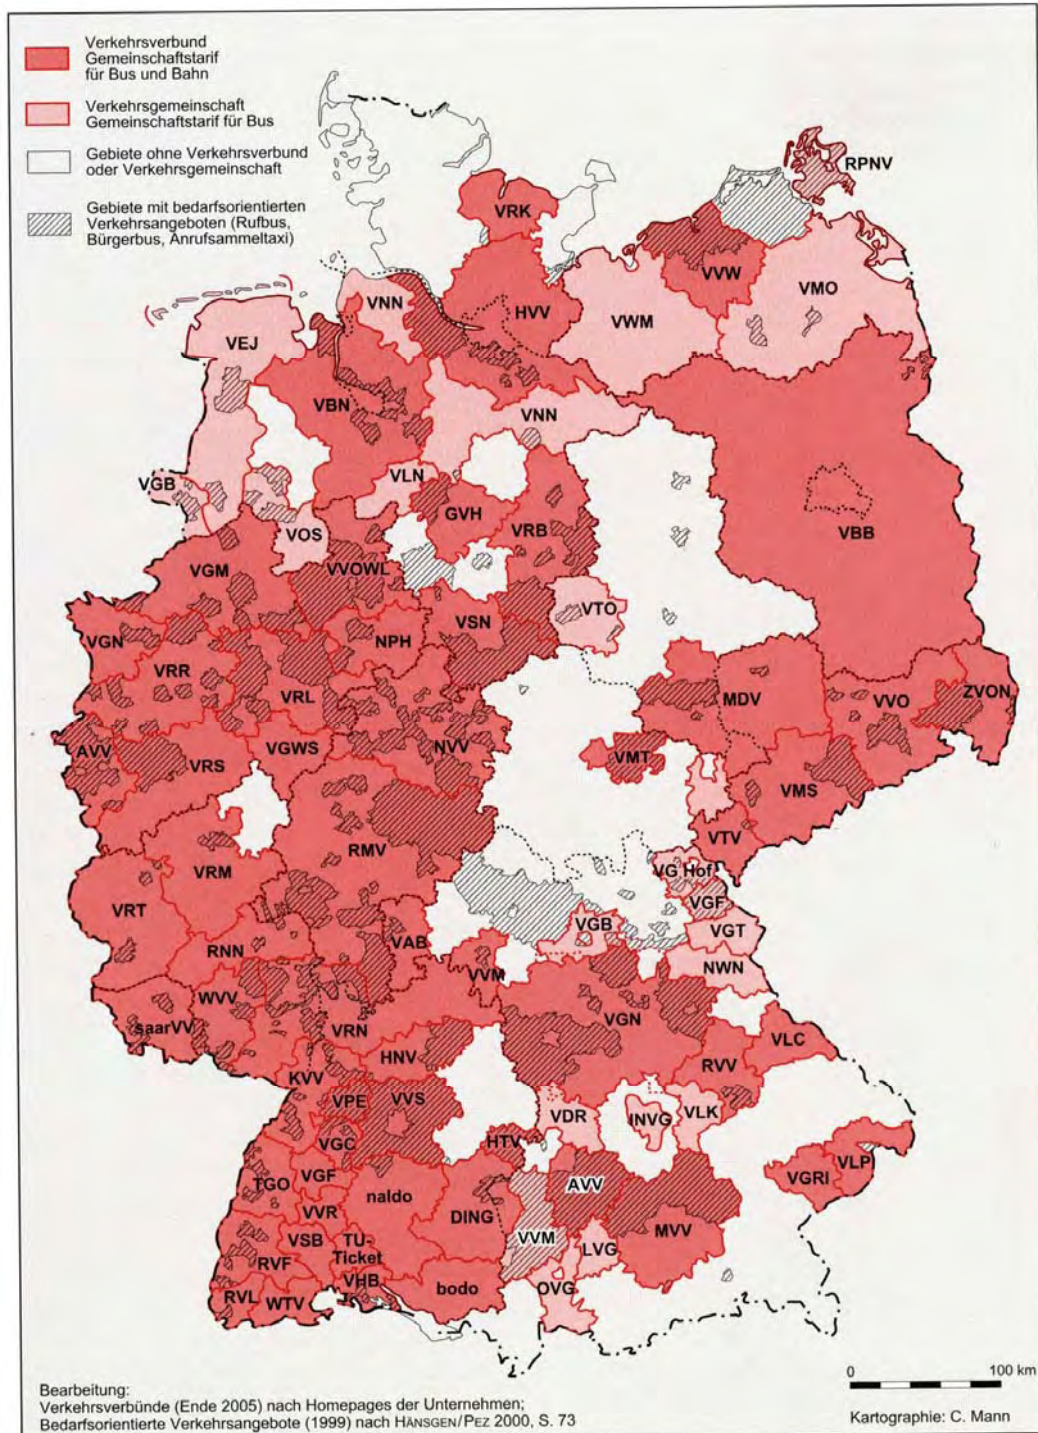 Verkehrsverbund
Gemeinschaftstarif
für Bus und Bahn
Verkehrsgemeinschaft
Gemeinschaftstarif für Bus
Gebiete ohne Verkehrsverbund
oder Verkehrsgemeinschaft
Gebiete mit bedarfsorientierten
Verkehrsangeboten (Rufbus,
Bürgerbus, Anrufsammeltaxi)
RPNV
VRK
VVW
VNN
HVV
VMO
VWM
VEJ
VBN
VNN
VGB
VLN
GVH
VRB
VBB
VOS
VGM
VVOWL
VTO
VGN
NPH
VSN
VRR
VRL
MDV
VVO
ZVON
AVV
VRS
VGWS
NVV
VMT
VMS
RMV
VTV
VRM
VG Hof
VRT
VGF
VGB
VGT
RNN
VAB
NWN
VVM
WVV
VGN
saarVV
VRN
VLC
HNV
RVV
KVV
VPE
VVS
VDR
INVG
VLK
VGC
HTV
VLP
VGF
AVV
VGRI
TGO
naldo
VVR
DING
MVV
VSB
TU-
Ticket
VVM
LVG
RVF
VHB
bodo
OVG
RVL
WTV
0 100 km
Bearbeitung:
Verkehrsverbünde (Ende 2005) nach Homepages der Unternehmen;
Bedarfsorientierte Verkehrsangebote (1999) nach HÄNSGEN/PEZ 2000, S. 73
Kartographie: C. Mann